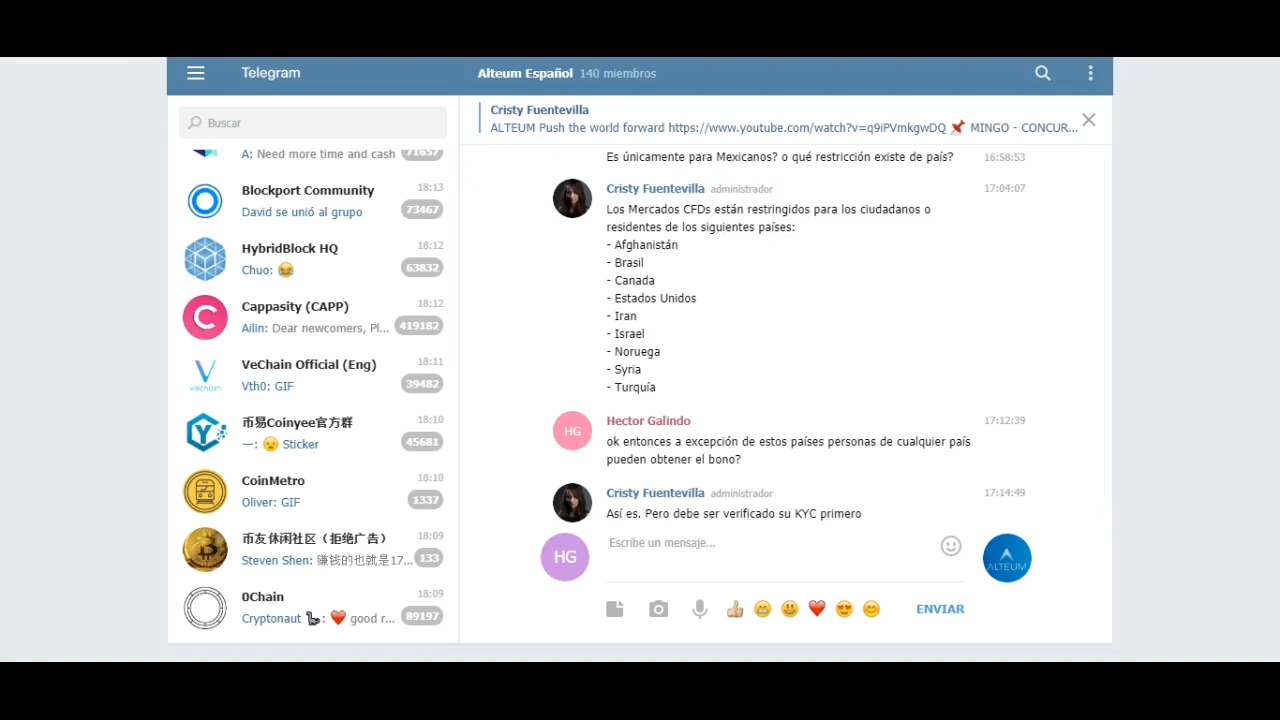 Telegram
Alteum Español 140 miembros
Buscar
A: Need more time and cash 71657
Blockport Community 18:13
David se unió al grupo 73467
HybridBlock HQ 18:12
Chuo: 😂 63832
Cappasity (CAPP) 18:12
Ailin: Dear newcomers, Pl... 419182
VeChain Official (Eng) 18:11
Vth0: GIF 39482
币易Coinyee官方群 18:10
一: 😦 Sticker 45681
CoinMetro 18:10
Oliver: GIF 1337
币友休闲社区（拒绝广告） 18:09
Steven Shen: 赚钱的也就是17... 133
0Chain 18:09
Cryptonaut 🐍: ❤️ good r... 89197
Cristy Fuentevilla
ALTEUM Push the world forward https://www.youtube.com/watch?v=q9iPVmkgwDQ 📌 MINGO - CONCUR...
Es únicamente para Mexicanos? o qué restricción existe de país? 16:58:53
Cristy Fuentevilla administrador 17:04:07
Los Mercados CFDs están restringidos para los ciudadanos o
residentes de los siguientes países:
- Afghanistán
- Brasil
- Canada
- Estados Unidos
- Iran
- Israel
- Noruega
- Syria
- Turquía
HG
Hector Galindo 17:12:39
ok entonces a excepción de estos países personas de cualquier país
pueden obtener el bono?
Cristy Fuentevilla administrador 17:14:49
Así es. Pero debe ser verificado su KYC primero
HG
Escribe un mensaje...
ALTEUM
ENVIAR